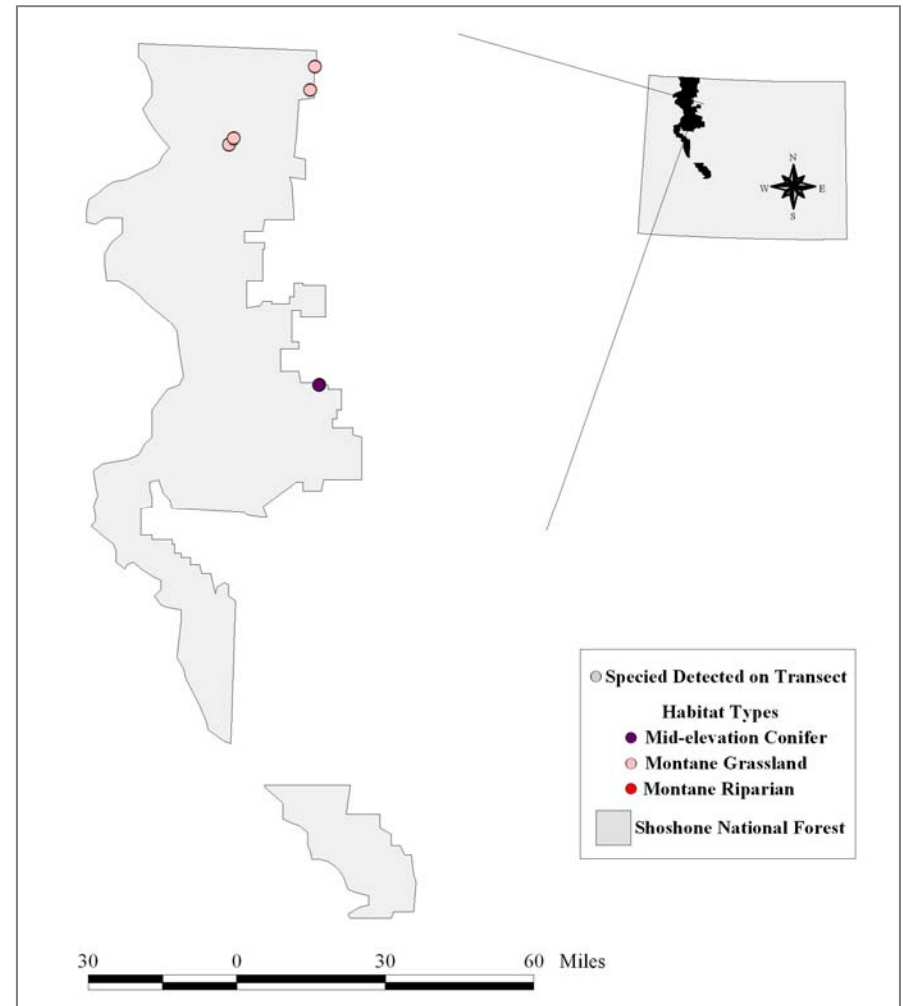 N
W E
S
Specied Detected on Transect
Habitat Types
Mid-elevation Conifer
Montane Grassland
Montane Riparian
Shoshone National Forest
30 0 30 60 Miles